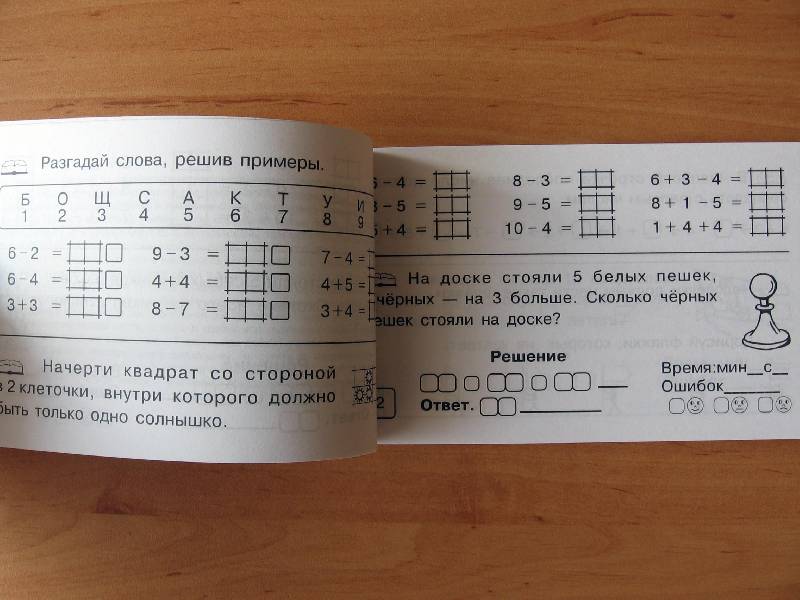 Разгадай слова, решив примеры.
Б О Щ С А К Т У И
1 2 3 4 5 6 7 8 9
6 - 2 = 9 - 3 = 7 - 4 =
6 - 4 = 4 + 4 = 4 + 5 =
3 + 3 = 8 - 7 = 3 + 4 =
Начерти квадрат со стороной
в 2 клеточки, внутри которого должно
быть только одно солнышко.
- 4 = 8 - 3 = 6 + 3 - 4 =
- 5 = 9 - 5 = 8 + 1 - 5 =
+ 4 = 10 - 4 = 1 + 4 + 4 =
На доске стояли 5 белых пешек,
чёрных — на 3 больше. Сколько чёрных
ешек стояли на доске?
Решение
Ответ.
2
Время:мин__с__
Ошибок